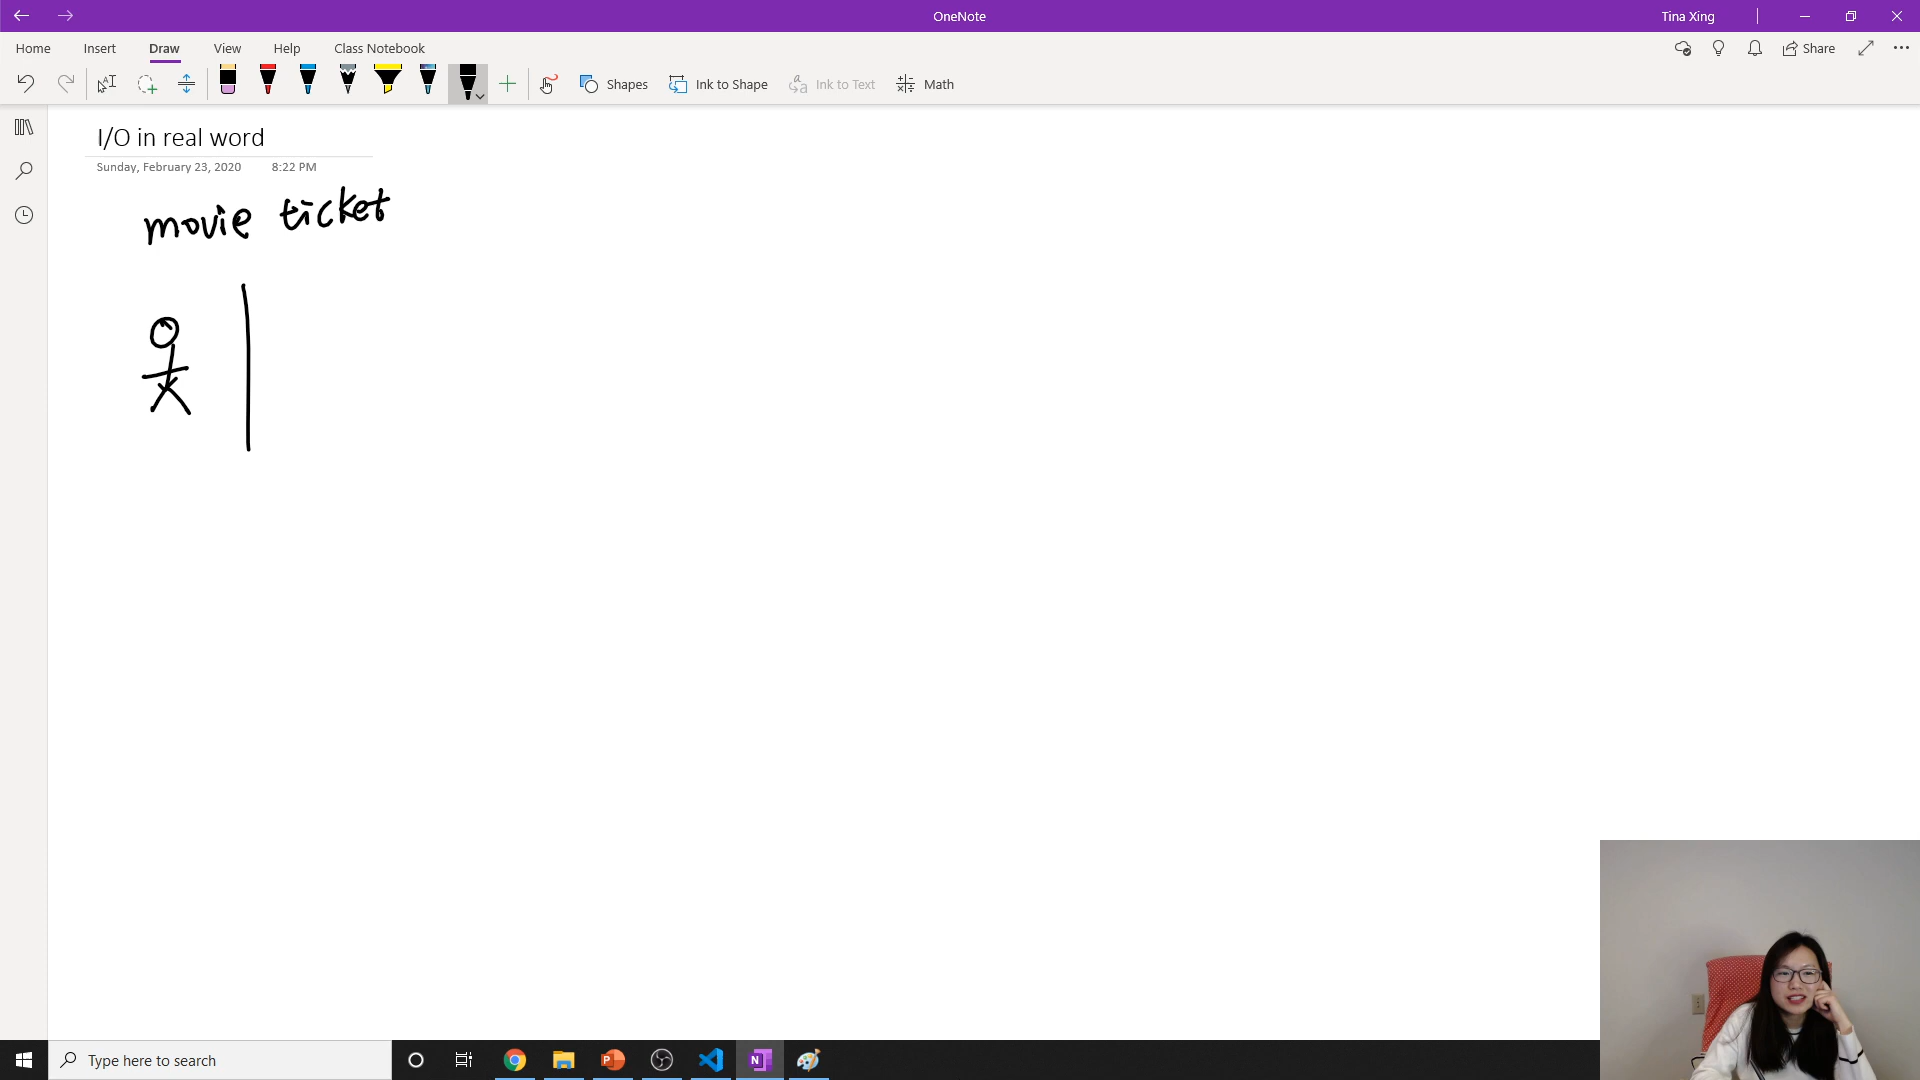 OneNote
Tina Xing
Home Insert Draw View Help Class Notebook
Share
Shapes Ink to Shape Ink to Text Math
I/O in real word
Sunday, February 23, 2020 8:22 PM
movie ticket
Type here to search